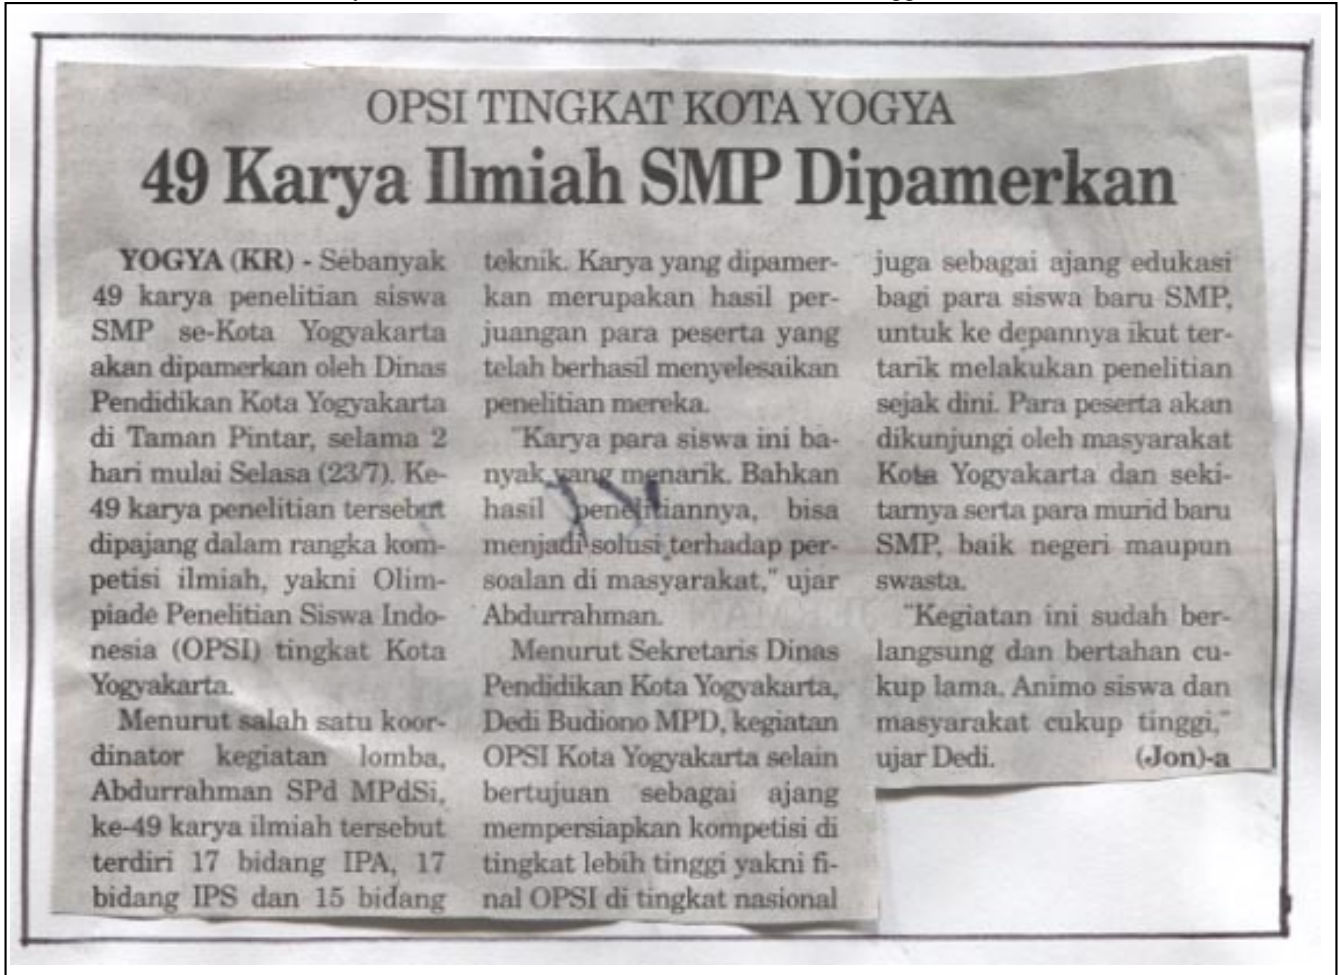 OPSI TINGKAT KOTA YOGYA
49 Karya Ilmiah SMP Dipamerkan
YOGYA (KR) - Sebanyak
49 karya penelitian siswa
SMP se-Kota Yogyakarta
akan dipamerkan oleh Dinas
Pendidikan Kota Yogyakarta
di Taman Pintar, selama 2
hari mulai Selasa (23/7). Ke-
49 karya penelitian tersebut
dipajang dalam rangka kom-
petisi ilmiah, yakni Olim-
piade Penelitian Siswa Indo-
nesia (OPSI) tingkat Kota
Yogyakarta.
Menurut salah satu koor-
dinator kegiatan lomba,
Abdurrahman SPd MPdSi,
ke-49 karya ilmiah tersebut
terdiri 17 bidang IPA, 17
bidang IPS dan 15 bidang
teknik. Karya yang dipamer-
kan merupakan hasil per-
juangan para peserta yang
telah berhasil menyelesaikan
penelitian mereka.
"Karya para siswa ini ba-
nyak yang menarik. Bahkan
hasil penelitiannya, bisa
menjadi solusi terhadap per-
soalan di masyarakat," ujar
Abdurrahman.
Menurut Sekretaris Dinas
Pendidikan Kota Yogyakarta,
Dedi Budiono MPD, kegiatan
OPSI Kota Yogyakarta selain
bertujuan sebagai ajang
mempersiapkan kompetisi di
tingkat lebih tinggi yakni fi-
nal OPSI di tingkat nasional
juga sebagai ajang edukasi
bagi para siswa baru SMP,
untuk ke depannya ikut ter-
tarik melakukan penelitian
sejak dini. Para peserta akan
dikunjungi oleh masyarakat
Kota Yogyakarta dan seki-
tarnya serta para murid baru
SMP, baik negeri maupun
swasta.
"Kegiatan ini sudah ber-
langsung dan bertahan cu-
kup lama. Animo siswa dan
masyarakat cukup tinggi,"
ujar Dedi. (Jon)-a